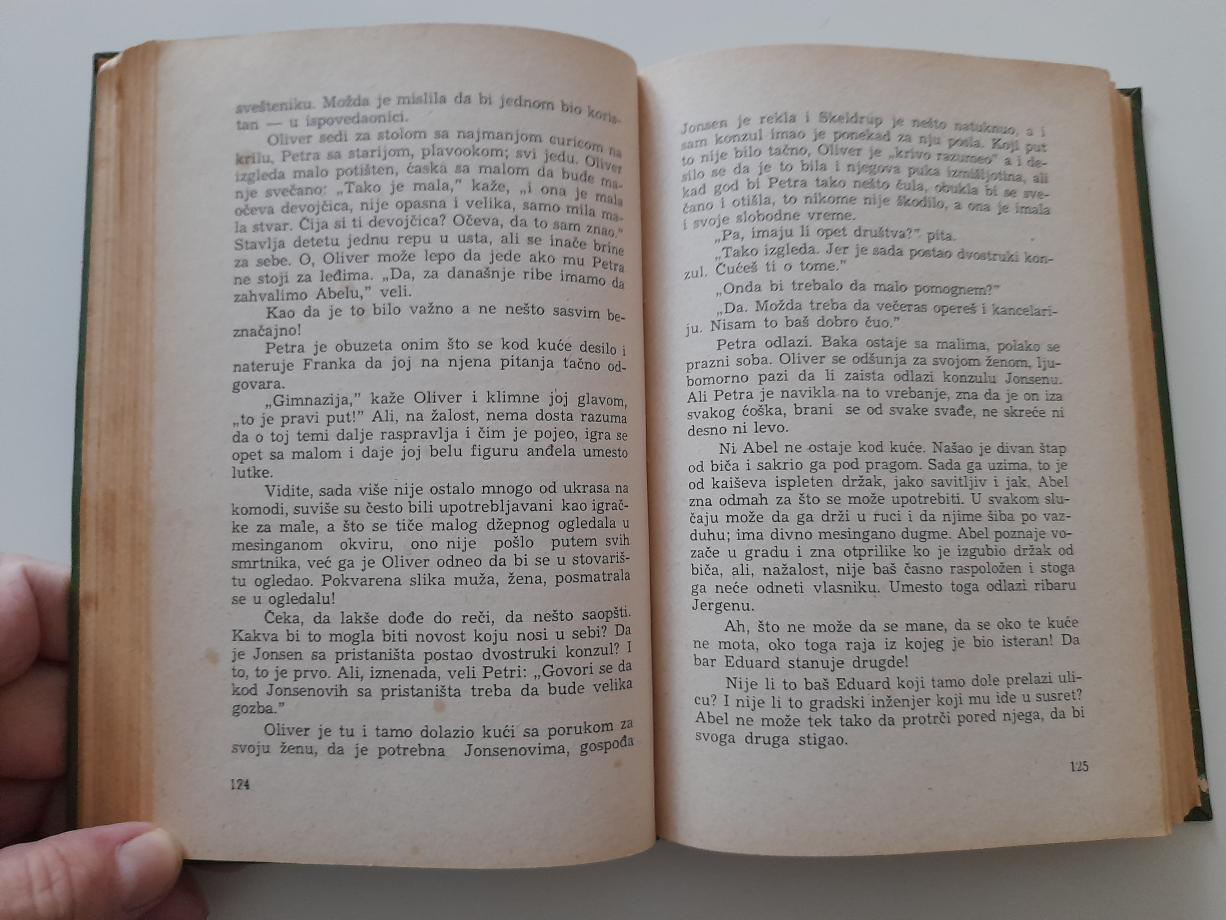 svešteniku. Možda je mislila da bi jednom bio koris-
tan — u ispovedaonici.
Oliver sedi za stolom sa najmanjom curicom na
krilu, Petra sa starijom, plavookom; svi jedu. Oliver
izgleda malo potišten, ćaska sa malom da bude ma-
nje svečano: „Tako je mala,” kaže, „i ona je mala
očeva devojčica, nije opasna i velika, samo mila ma-
la stvar. Čija si ti devojčica? Očeva, da to sam znao.”
Stavlja detetu jednu repu u usta, ali se inače brine
za sebe. O, Oliver može lepo da jede ako mu Petra
ne stoji za leđima. „Da, za današnje ribe imamo da
zahvalimo Abelu,” veli.
Kao da je to bilo važno a ne nešto sasvim be-
značajno!
Petra je obuzeta onim što se kod kuće desilo i
nateruje Franka da joj na njena pitanja tačno od-
govara.
„Gimnazija,” kaže Oliver i klimne joj glavom,
„to je pravi put!” Ali, na žalost, nema dosta razuma
da o toj temi dalje raspravlja i čim je pojeo, igra se
opet sa malom i daje joj belu figuru anđela umesto
lutke.
Vidite, sada više nije ostalo mnogo od ukrasa na
komodi, suviše su često bili upotrebljavani kao igrač-
ke za male, a što se tiče malog džepnog ogledala u
mesinganom okviru, ono nije pošlo putem svih
smrtnika, već ga je Oliver odneo da bi se u stovariš-
tu ogledao. Pokvarena slika muža, žena, posmatrala
se u ogledalu!
Čeka, da lakše dođe do reči, da nešto saopšti.
Kakva bi to mogla biti novost koju nosi u sebi? Da
je Jonsen sa pristaništa postao dvostruki konzul? I
to, to je prvo. Ali, iznenada, veli Petri: „Govori se da
kod Jonsenovih sa pristaništa treba da bude velika
gozba.”
Oliver je tu i tamo dolazio kući sa porukom za
svoju ženu, da je potrebna Jonsenovima, gospođa
124
Jonsen je rekla i Skeldrup je nešto natuknuo, a i
sam konzul imao je ponekad za nju posla. Koji put
to nije bilo tačno, Oliver je „krivo razumeo” a i de-
silo se da je to bila i njegova puka izmišljotina, ali
kad god bi Petra tako nešto čula, obukla bi se sve-
čano i otišla, to nikome nije škodilo, a ona je imala
i svoje slobodne vreme.
„Pa, imaju li opet društva?” pita.
„Tako izgleda. Jer je sada postao dvostruki kon-
zul. Čućeš ti o tome.”
„Onda bi trebalo da malo pomognem?”
„Da. Možda treba da večeras opereš i kancelari-
ju. Nisam to baš dobro čuo.”
Petra odlazi. Baka ostaje sa malima, polako se
prazni soba. Oliver se odšunja za svojom ženom, lju-
bomorno pazi da li zaista odlazi konzulu Jonsenu.
Ali Petra je navikla na to vrebanje, zna da je on iza
svakog ćoška, brani se od svake svađe, ne skreće ni
desno ni levo.
Ni Abel ne ostaje kod kuće. Našao je divan štap
od biča i sakrio ga pod pragom. Sada ga uzima, to je
od kaiševa ispleten držak, jako savitljiv i jak. Abel
zna odmah za što se može upotrebiti. U svakom slu-
čaju može da ga drži u ruci i da njime šiba po vaz-
duhu; ima divno mesingano dugme. Abel poznaje vo-
zače u gradu i zna otprilike ko je izgubio držak od
biča, ali, nažalost, nije baš časno raspoložen i stoga
ga neće odneti vlasniku. Umesto toga odlazi ribaru
Jergenu.
Ah, što ne može da se mane, da se oko te kuće
ne mota, oko toga raja iz kojeg je bio isteran! Da
bar Eduard stanuje drugde!
Nije li to baš Eduard koji tamo dole prelazi uli-
cu? I nije li to gradski inženjer koji mu ide u susret?
Abel ne može tek tako da protrči pored njega, da bi
svoga druga stigao.
125